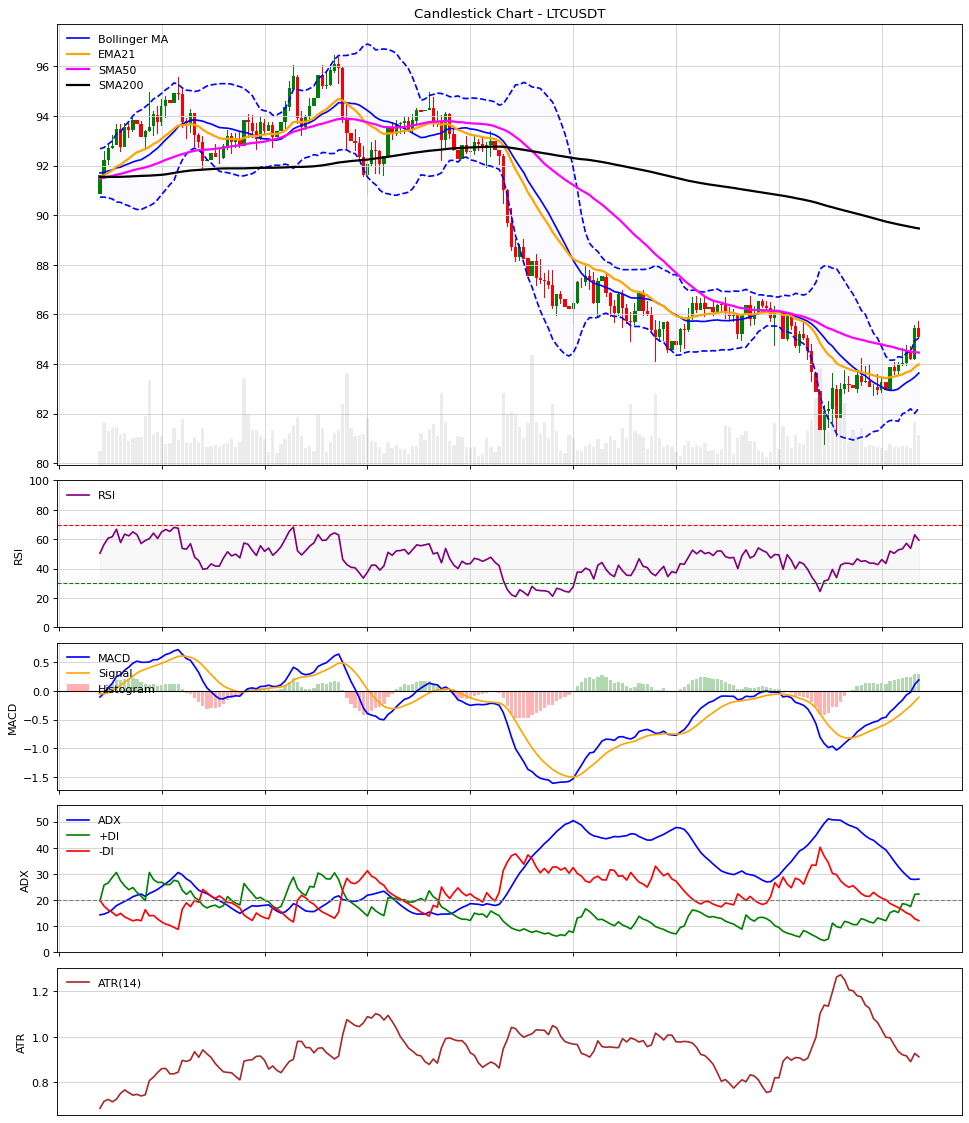 Candlestick Chart - LTCUSDT
Bollinger MA
EMA21
SMA50
SMA200
96
94
92
90
88
86
84
82
80
RSI
100
80
60
40
20
0
RSI
MACD
Signal
Histogram
0.5
0.0
−0.5
−1.0
−1.5
MACD
ADX
+DI
-DI
50
40
30
20
10
0
ADX
ATR(14)
1.2
1.0
0.8
ATR